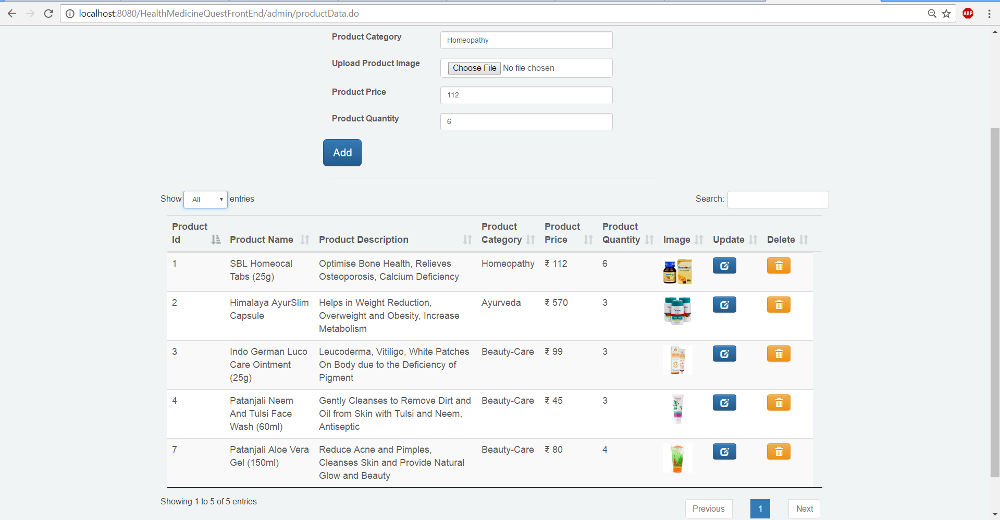 localhost:8080/HealthMedicineQuestFrontEnd/admin/productData.do
ABP
Product Category
Homeopathy
Upload Product Image
Choose File No file chosen
Product Price
112
Product Quantity
6
Add
Show All entries
Search:
Product Id Product Name Product Description Product Category Product Price Product Quantity Image Update Delete
1 SBL Homeocal Optimise Bone Health, Relieves Homeopathy ₹ 112 6
Tabs (25g) Osteoporosis, Calcium Deficiency
2 Himalaya AyurSlim Helps in Weight Reduction, Ayurveda ₹ 570 3
Capsule Overweight and Obesity, Increase
Metabolism
3 Indo German Luco Leucoderma, Vitiligo, White Patches Beauty-Care ₹ 99 3
Care Ointment On Body due to the Deficiency of
(25g) Pigment
4 Patanjali Neem Gently Cleanses to Remove Dirt and Beauty-Care ₹ 45 3
And Tulsi Face Oil from Skin with Tulsi and Neem,
Wash (60ml) Antiseptic
7 Patanjali Aloe Vera Reduce Acne and Pimples, Beauty-Care ₹ 80 4
Gel (150ml) Cleanses Skin and Provide Natural
Glow and Beauty
Showing 1 to 5 of 5 entries
Previous 1 Next